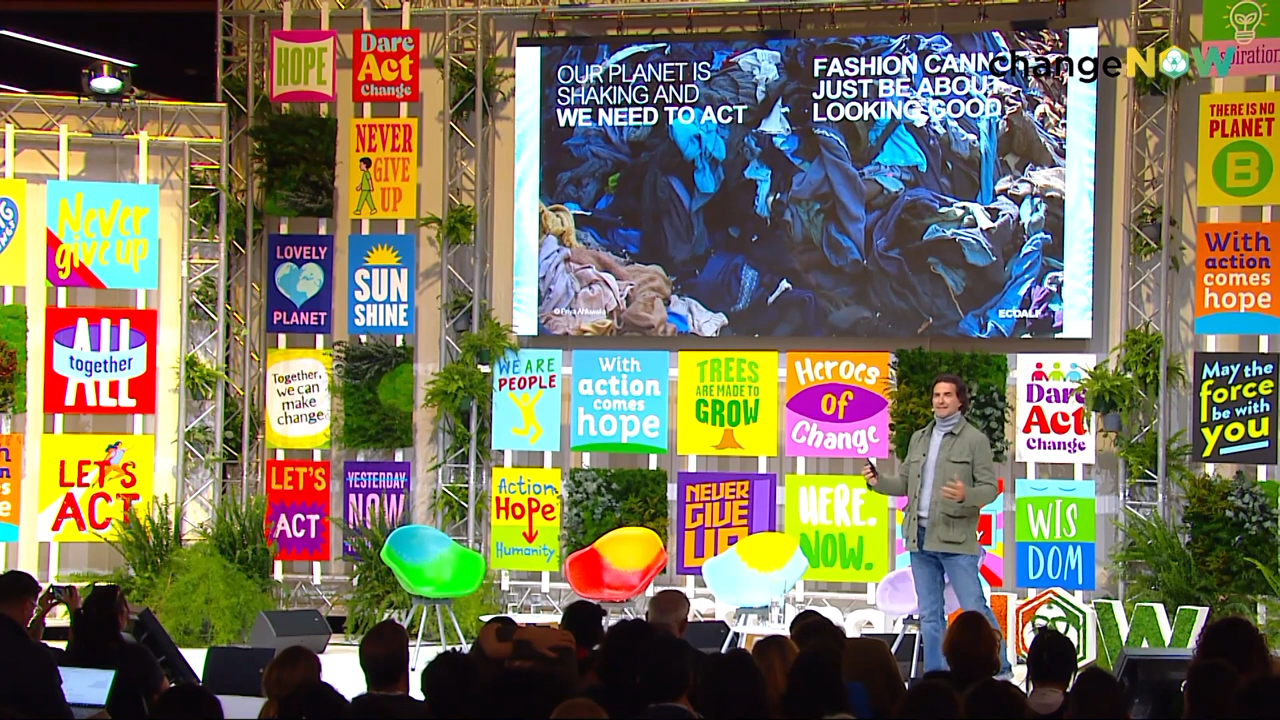 HOPE
Dare
Act
Change
NEVER
GIVE
UP
LOVELY
PLANET
SUN
SHINE
Never
give up
ALL
together
Together,
we can
make
change
LET'S
ACT
LET'S
ACT
YESTERDAY
NOW
OUR PLANET IS
SHAKING AND
WE NEED TO ACT
FASHION CANN
JUST BE ABOUT
LOOKING GOOD
ECOALF
changeNOW
WE ARE
PEOPLE
With
action
comes
hope
TREES
ARE MADE TO
GROW
Heroes
of
Change
Action
Hope
Humanity
NEVER
GIVE
UP
HERE.
NOW.
Dare
Act
Change
WIS
DOM
THERE IS NO
PLANET
B
With
action
comes
hope
May the
force
be with
you
W